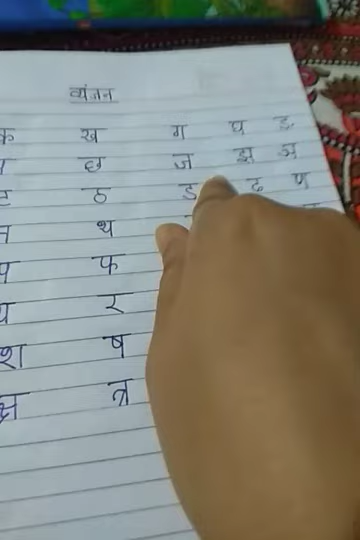 व्यंजन
क ख ग घ ङ
छ ज झ ञ
ठ ड ढ ण
थ
प फ
य र
श ष
क्ष त्र